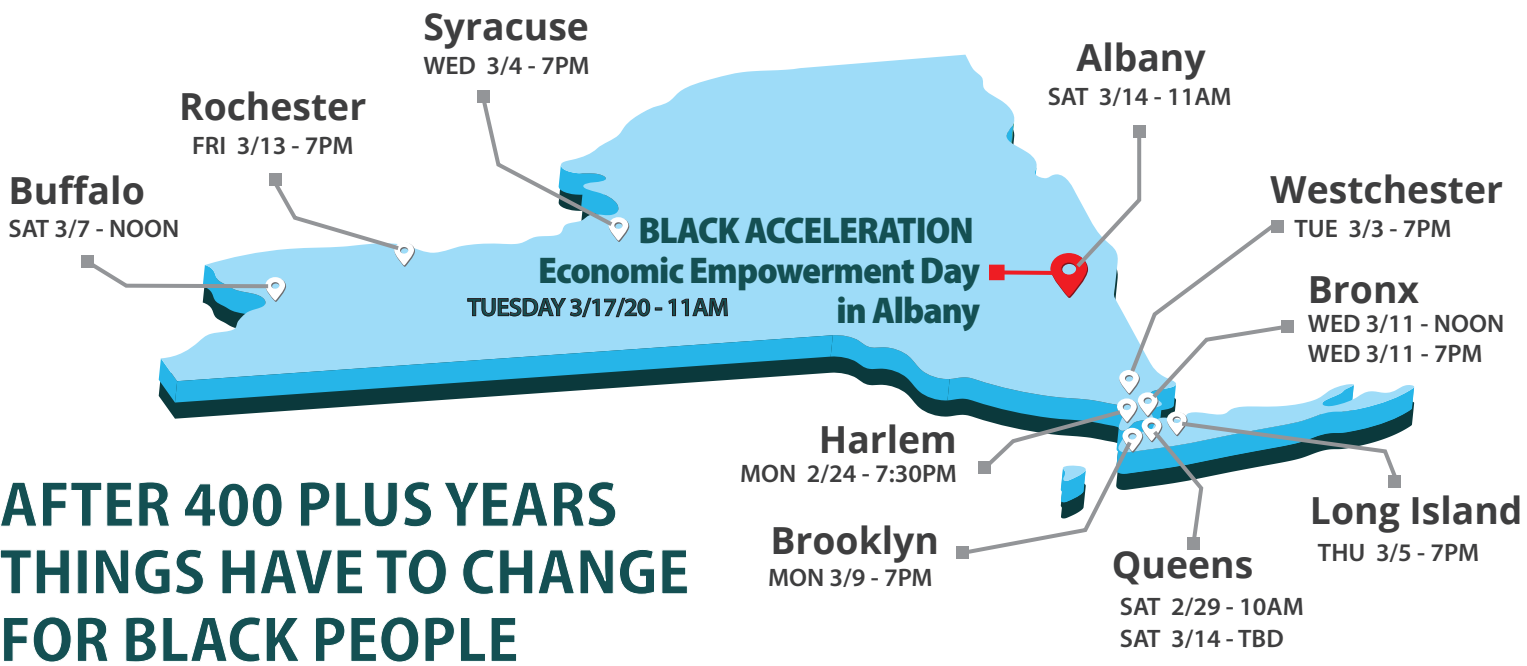 Syracuse
WED 3/4 - 7PM
Albany
SAT 3/14 - 11AM
Rochester
FRI 3/13 - 7PM
Buffalo
SAT 3/7 - NOON
Westchester
TUE 3/3 - 7PM
BLACK ACCELERATION
Economic Empowerment Day
in Albany
TUESDAY 3/17/20 - 11AM
Bronx
WED 3/11 - NOON
WED 3/11 - 7PM
Harlem
MON 2/24 - 7:30PM
Brooklyn
MON 3/9 - 7PM
Queens
SAT 2/29 - 10AM
SAT 3/14 - TBD
Long Island
THU 3/5 - 7PM
AFTER 400 PLUS YEARS
THINGS HAVE TO CHANGE
FOR BLACK PEOPLE